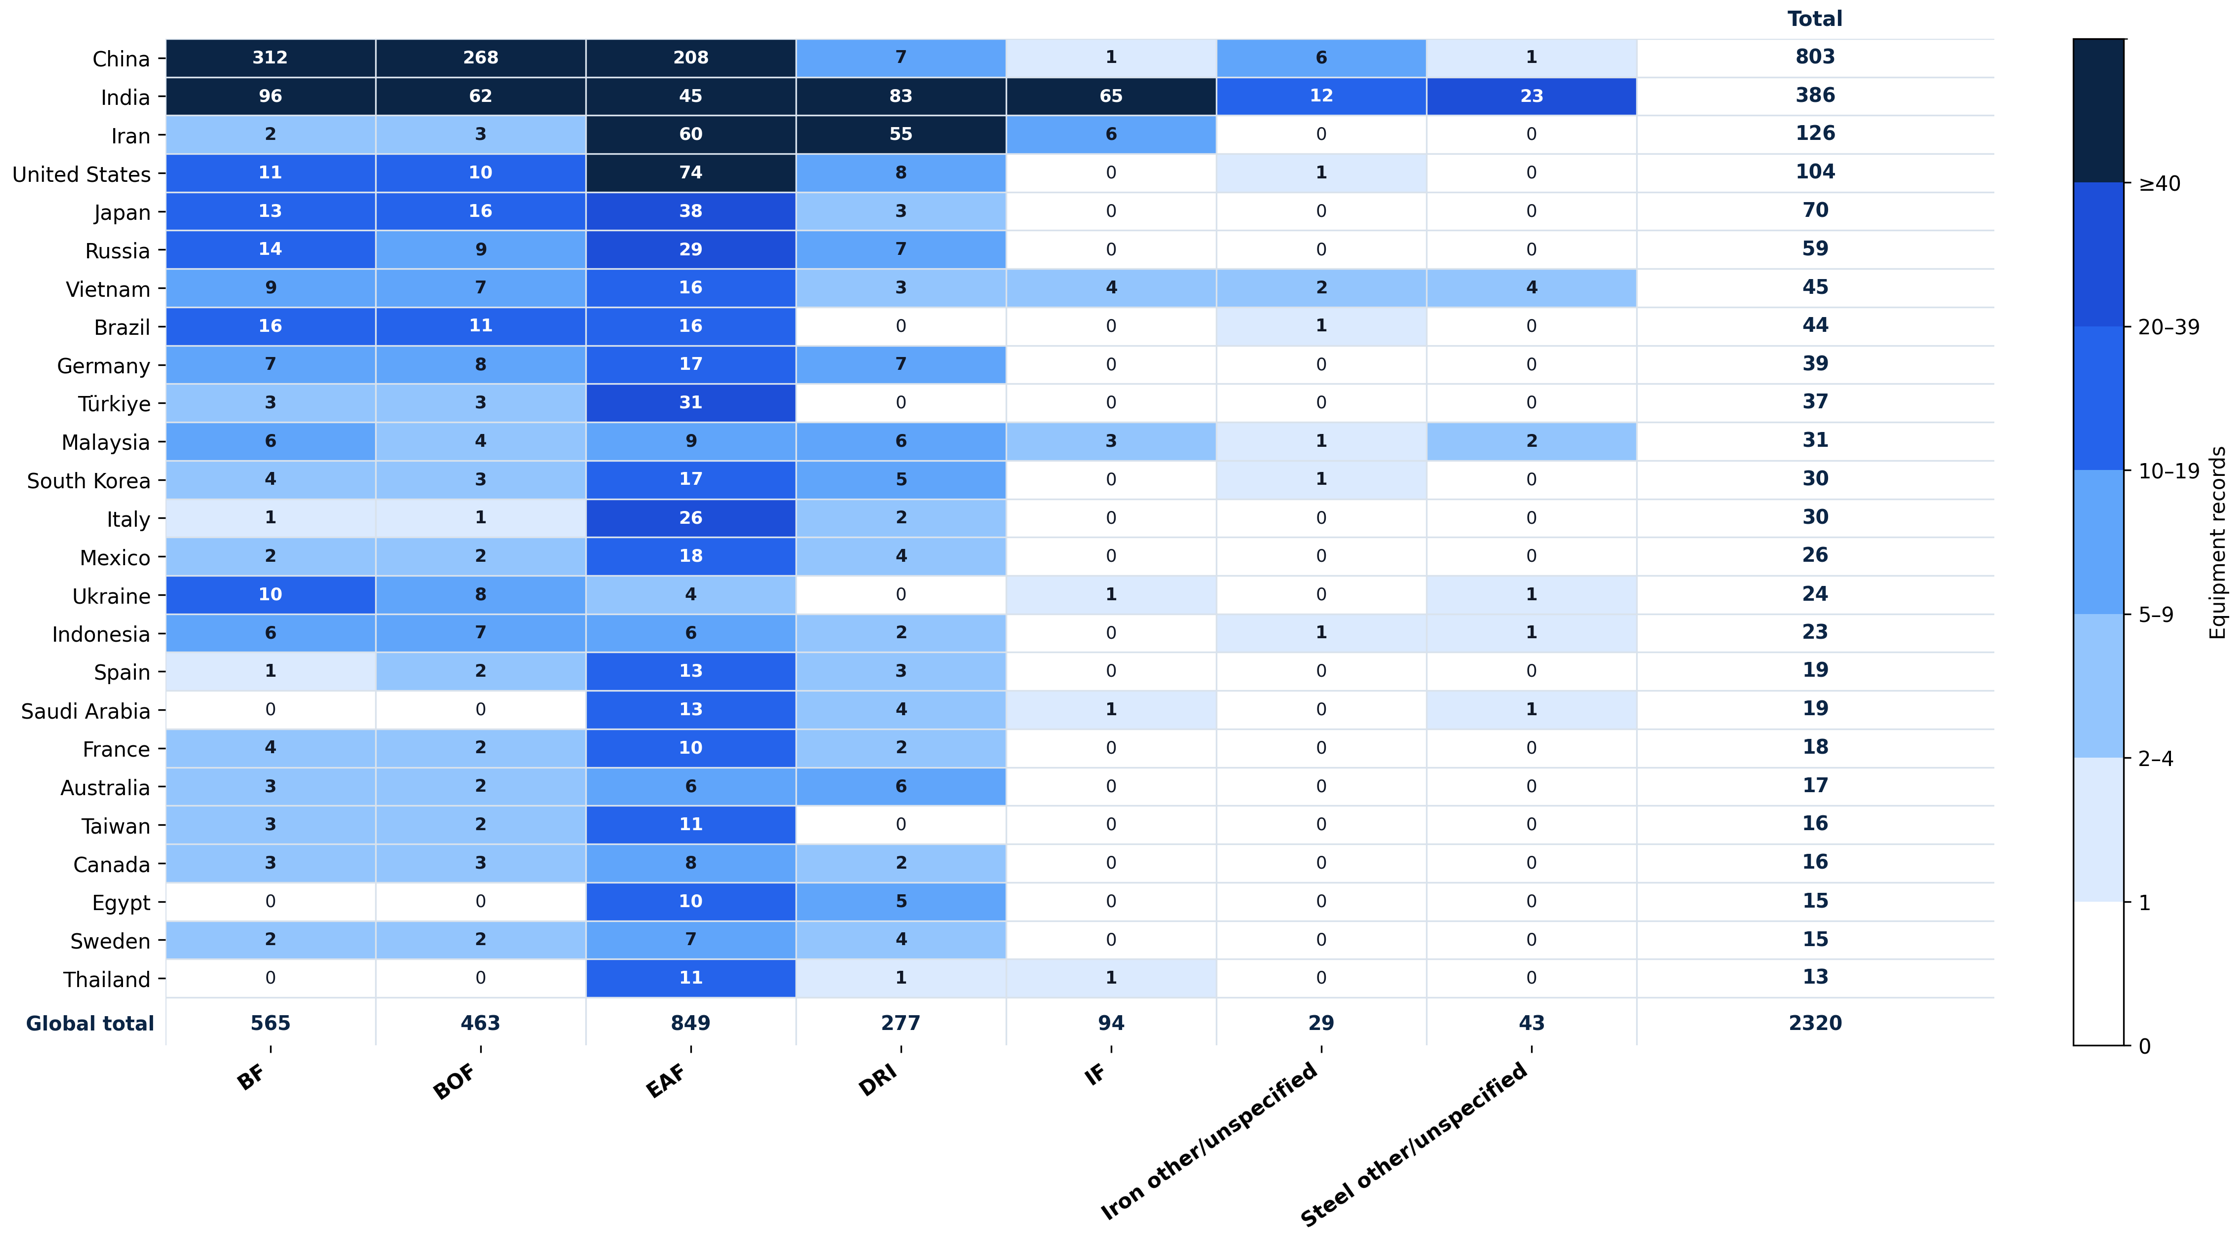 Total
China 312 268 208 7 1 6 1 803
India 96 62 45 83 65 12 23 386
Iran 2 3 60 55 6 0 0 126
United States 11 10 74 8 0 1 0 104
Japan 13 16 38 3 0 0 0 70
Russia 14 9 29 7 0 0 0 59
Vietnam 9 7 16 3 4 2 4 45
Brazil 16 11 16 0 0 1 0 44
Germany 7 8 17 7 0 0 0 39
Türkiye 3 3 31 0 0 0 0 37
Malaysia 6 4 9 6 3 1 2 31
South Korea 4 3 17 5 0 1 0 30
Italy 1 1 26 2 0 0 0 30
Mexico 2 2 18 4 0 0 0 26
Ukraine 10 8 4 0 1 0 1 24
Indonesia 6 7 6 2 0 1 1 23
Spain 1 2 13 3 0 0 0 19
Saudi Arabia 0 0 13 4 1 0 1 19
France 4 2 10 2 0 0 0 18
Australia 3 2 6 6 0 0 0 17
Taiwan 3 2 11 0 0 0 0 16
Canada 3 3 8 2 0 0 0 16
Egypt 0 0 10 5 0 0 0 15
Sweden 2 2 7 4 0 0 0 15
Thailand 0 0 11 1 1 0 0 13
Global total 565 463 849 277 94 29 43 2320
BF BOF EAF DRI IF Iron other/unspecified Steel other/unspecified
≥40
20–39
10–19
5–9
2–4
1
0
Equipment records